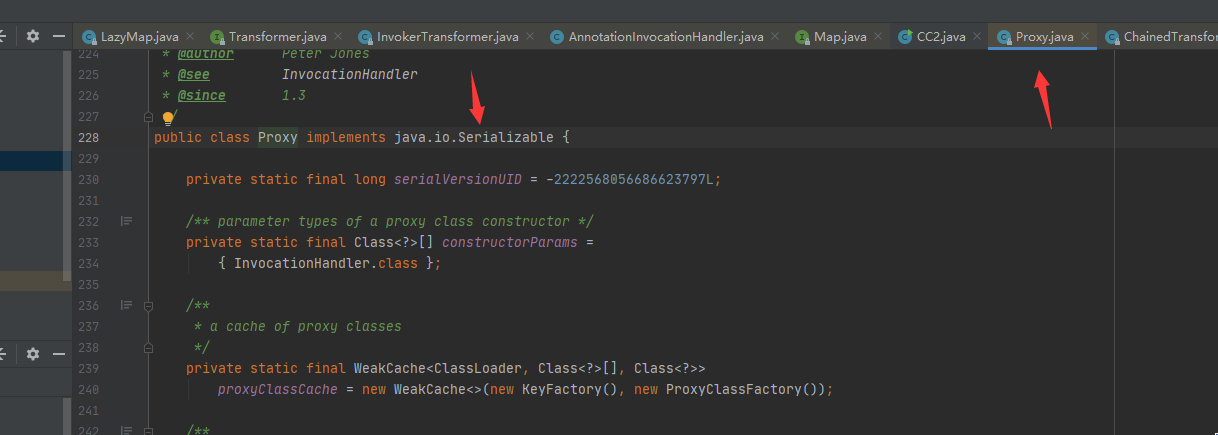 LazyMap.java Transformer.java InvokerTransformer.java AnnotationInvocationHandler.java Map.java CC2.java Proxy.java ChainedTransfor
224 * @author Peter Jones
225 * @see InvocationHandler
226 * @since 1.3
227 */
228 public class Proxy implements java.io.Serializable {
229
230 private static final long serialVersionUID = -2222568056686623797L;
231
232 /** parameter types of a proxy class constructor */
233 private static final Class<?>[] constructorParams =
234 { InvocationHandler.class };
235
236 /**
237 * a cache of proxy classes
238 */
239 private static final WeakCache<ClassLoader, Class<?>[], Class<?>>
240 proxyClassCache = new WeakCache<>(new KeyFactory(), new ProxyClassFactory());
241
242 /**